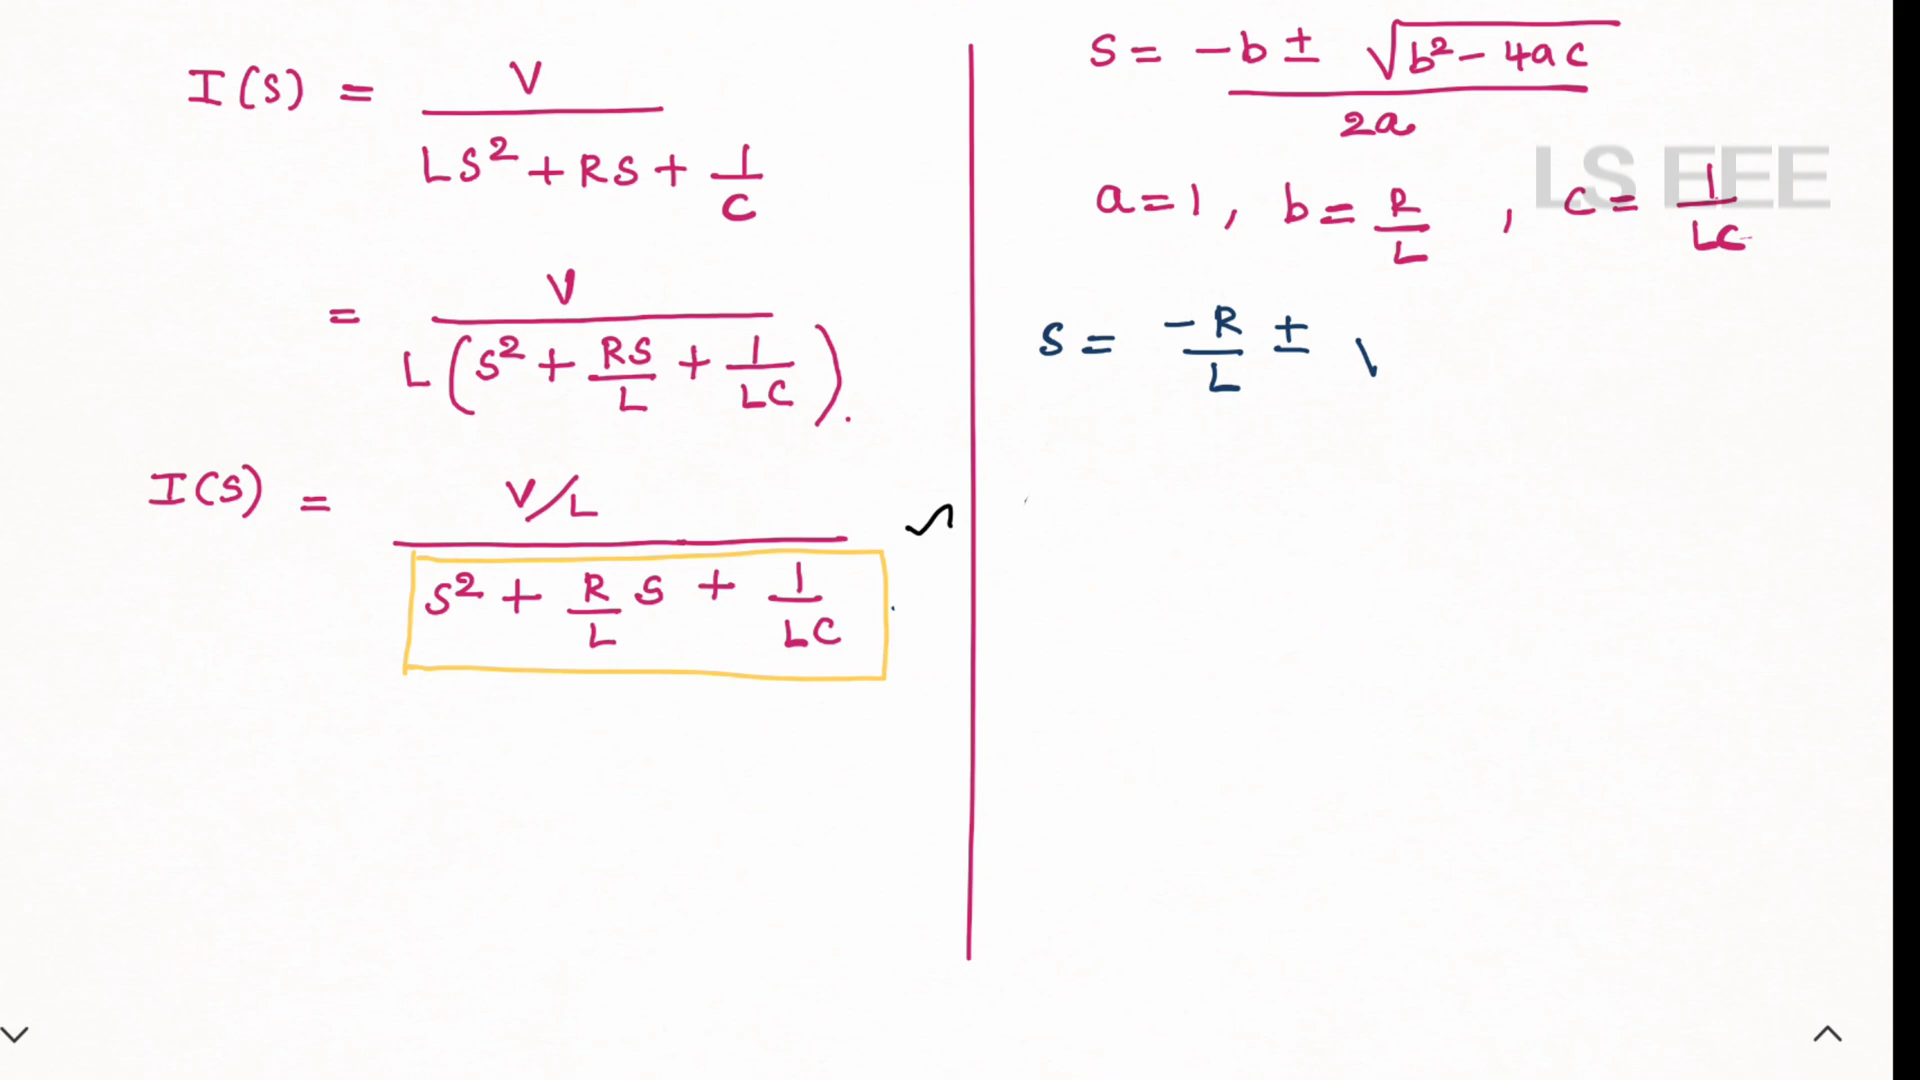 I(S) = V / (LS² + RS + 1/C)
= V / L(S² + RS/L + 1/LC).
I(S) = V/L / (S² + R/L S + 1/LC)
S = -b ± √(b² - 4ac) / 2a
LS EEE
a = 1, b = R/L, c = 1/LC
S = -R/L ±